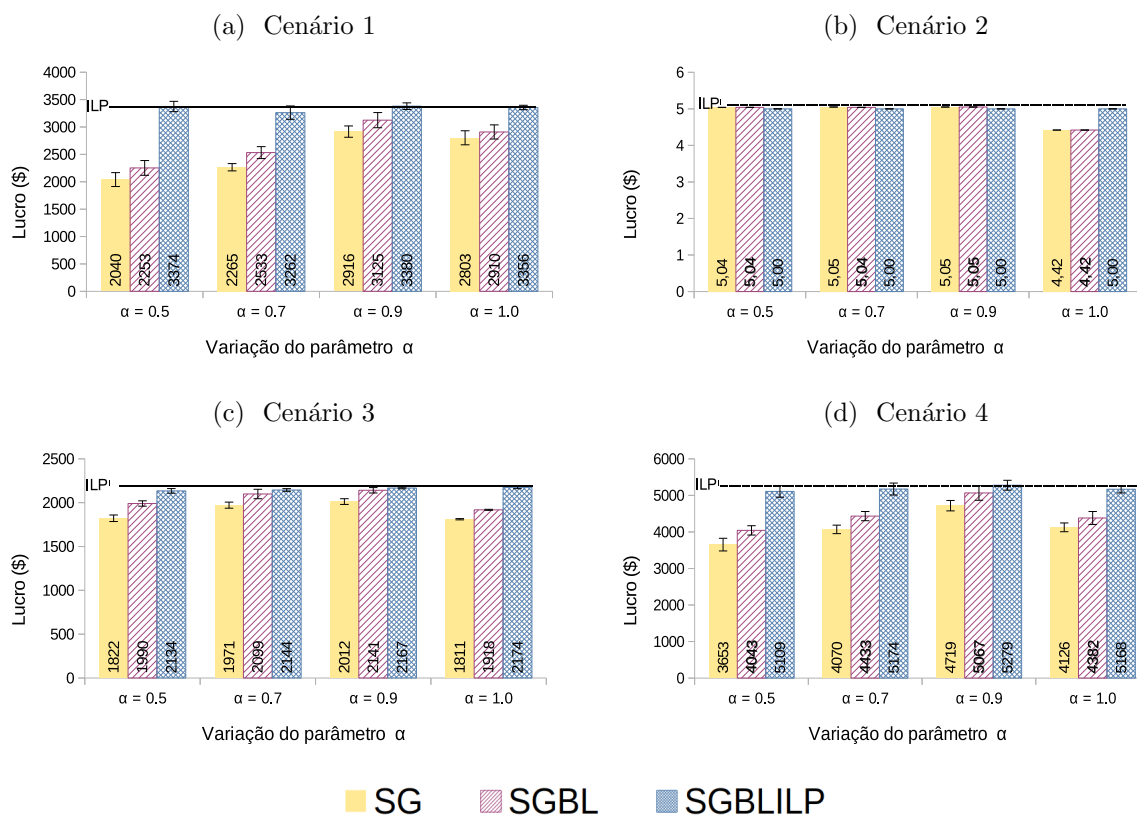 (a) Cenário 1
4000
3500
3000
2500
2000
1500
1000
500
0
Lucro ($)
ILP
2040
2253
3374
2265
2533
3262
2916
3125
3380
2803
2910
3356
α = 0.5
α = 0.7
α = 0.9
α = 1.0
Variação do parâmetro α
(b) Cenário 2
6
5
4
3
2
1
0
Lucro ($)
ILP
5,04
5,04
5,00
5,05
5,04
5,00
5,05
5,05
5,00
4,42
4,42
5,00
α = 0.5
α = 0.7
α = 0.9
α = 1.0
Variação do parâmetro α
(c) Cenário 3
2500
2000
1500
1000
500
0
Lucro ($)
ILP
1822
1990
2134
1971
2099
2144
2012
2141
2167
1811
1918
2174
α = 0.5
α = 0.7
α = 0.9
α = 1.0
Variação do parâmetro α
(d) Cenário 4
6000
5000
4000
3000
2000
1000
0
Lucro ($)
ILP
3653
4043
5109
4070
4433
5174
4719
5067
5279
4126
4382
5168
α = 0.5
α = 0.7
α = 0.9
α = 1.0
Variação do parâmetro α
SG SGBL SGBLILP